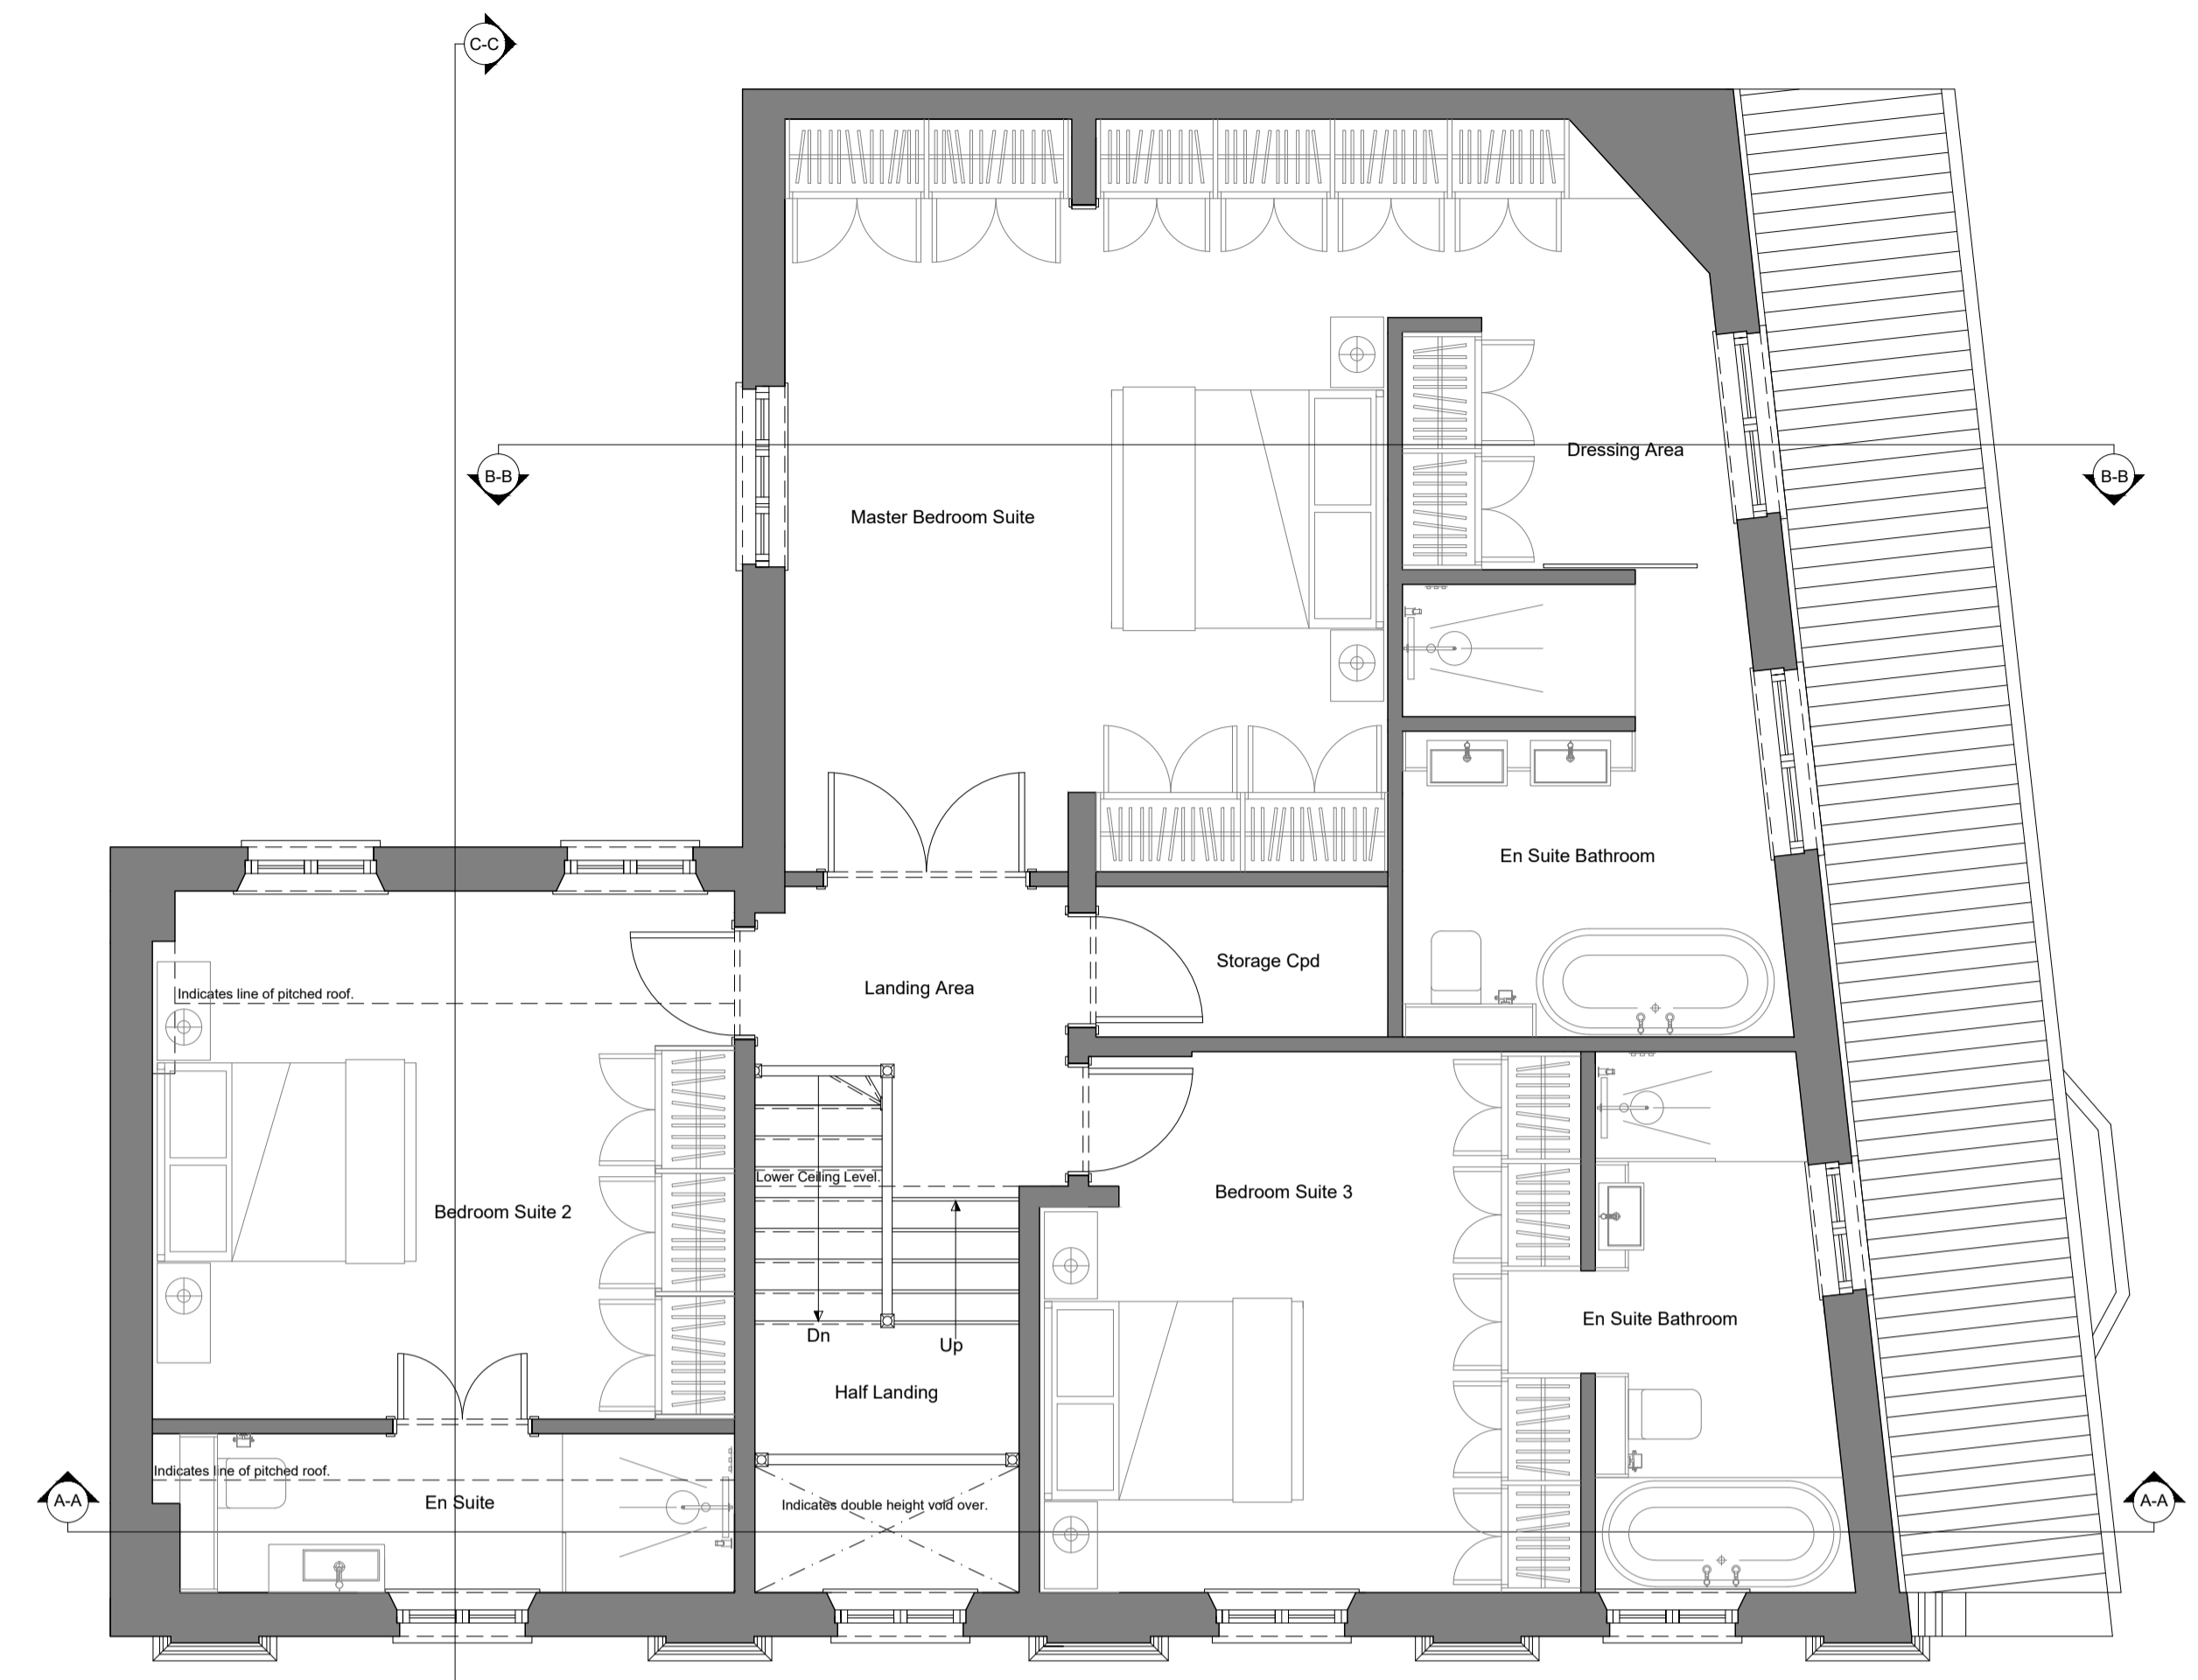 C-C
Dressing Area
B-B
B-B
Master Bedroom Suite
En Suite Bathroom
Storage Cpd
Landing Area
Indicates line of pitched roof.
Lower Ceiling Level.
Bedroom Suite 3
Bedroom Suite 2
En Suite Bathroom
Dn
Up
Half Landing
Indicates line of pitched roof.
A-A
En Suite
Indicates double height void over.
A-A